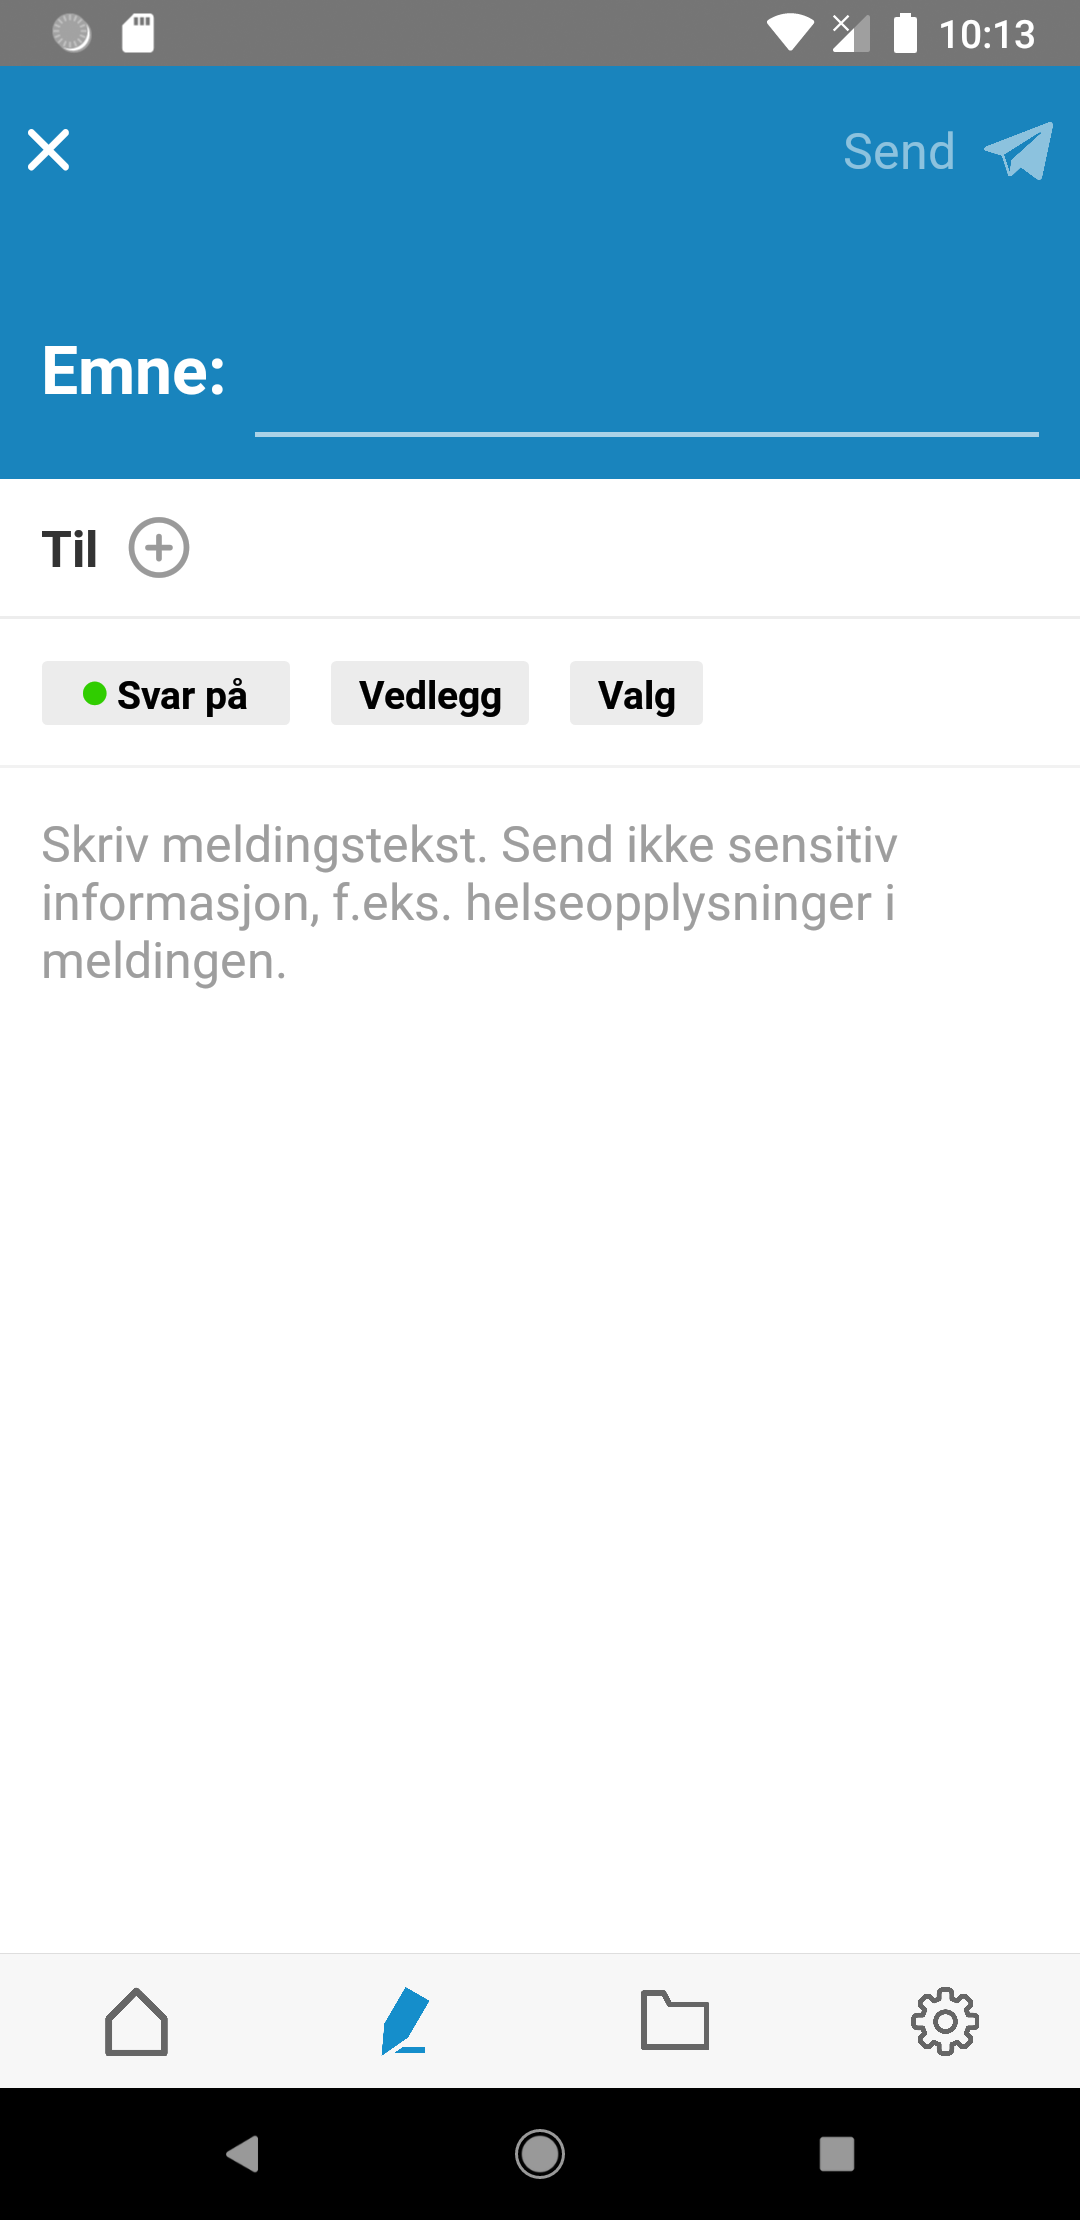 10:13
Send
Emne:
Til
Svar på
Vedlegg
Valg
Skriv meldingstekst. Send ikke sensitiv
informasjon, f.eks. helseopplysninger i
meldingen.